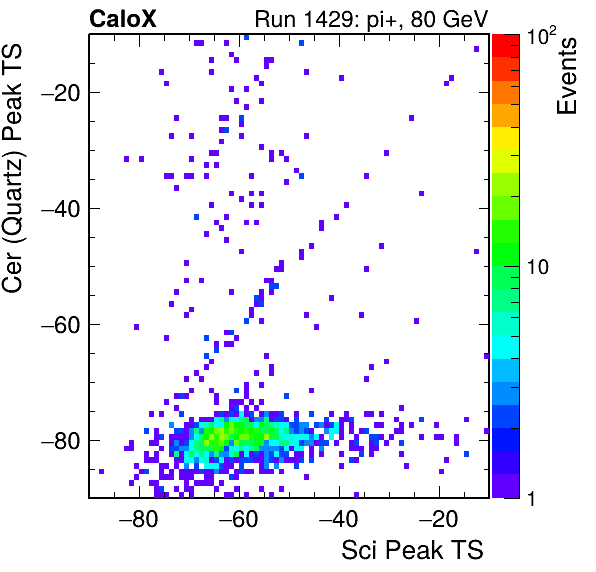 CaloX Run 1429: pi+, 80 GeV
Cer (Quartz) Peak TS
−20
−40
−60
−80
−80 −60 −40 −20
Sci Peak TS
10²
10
1
Events